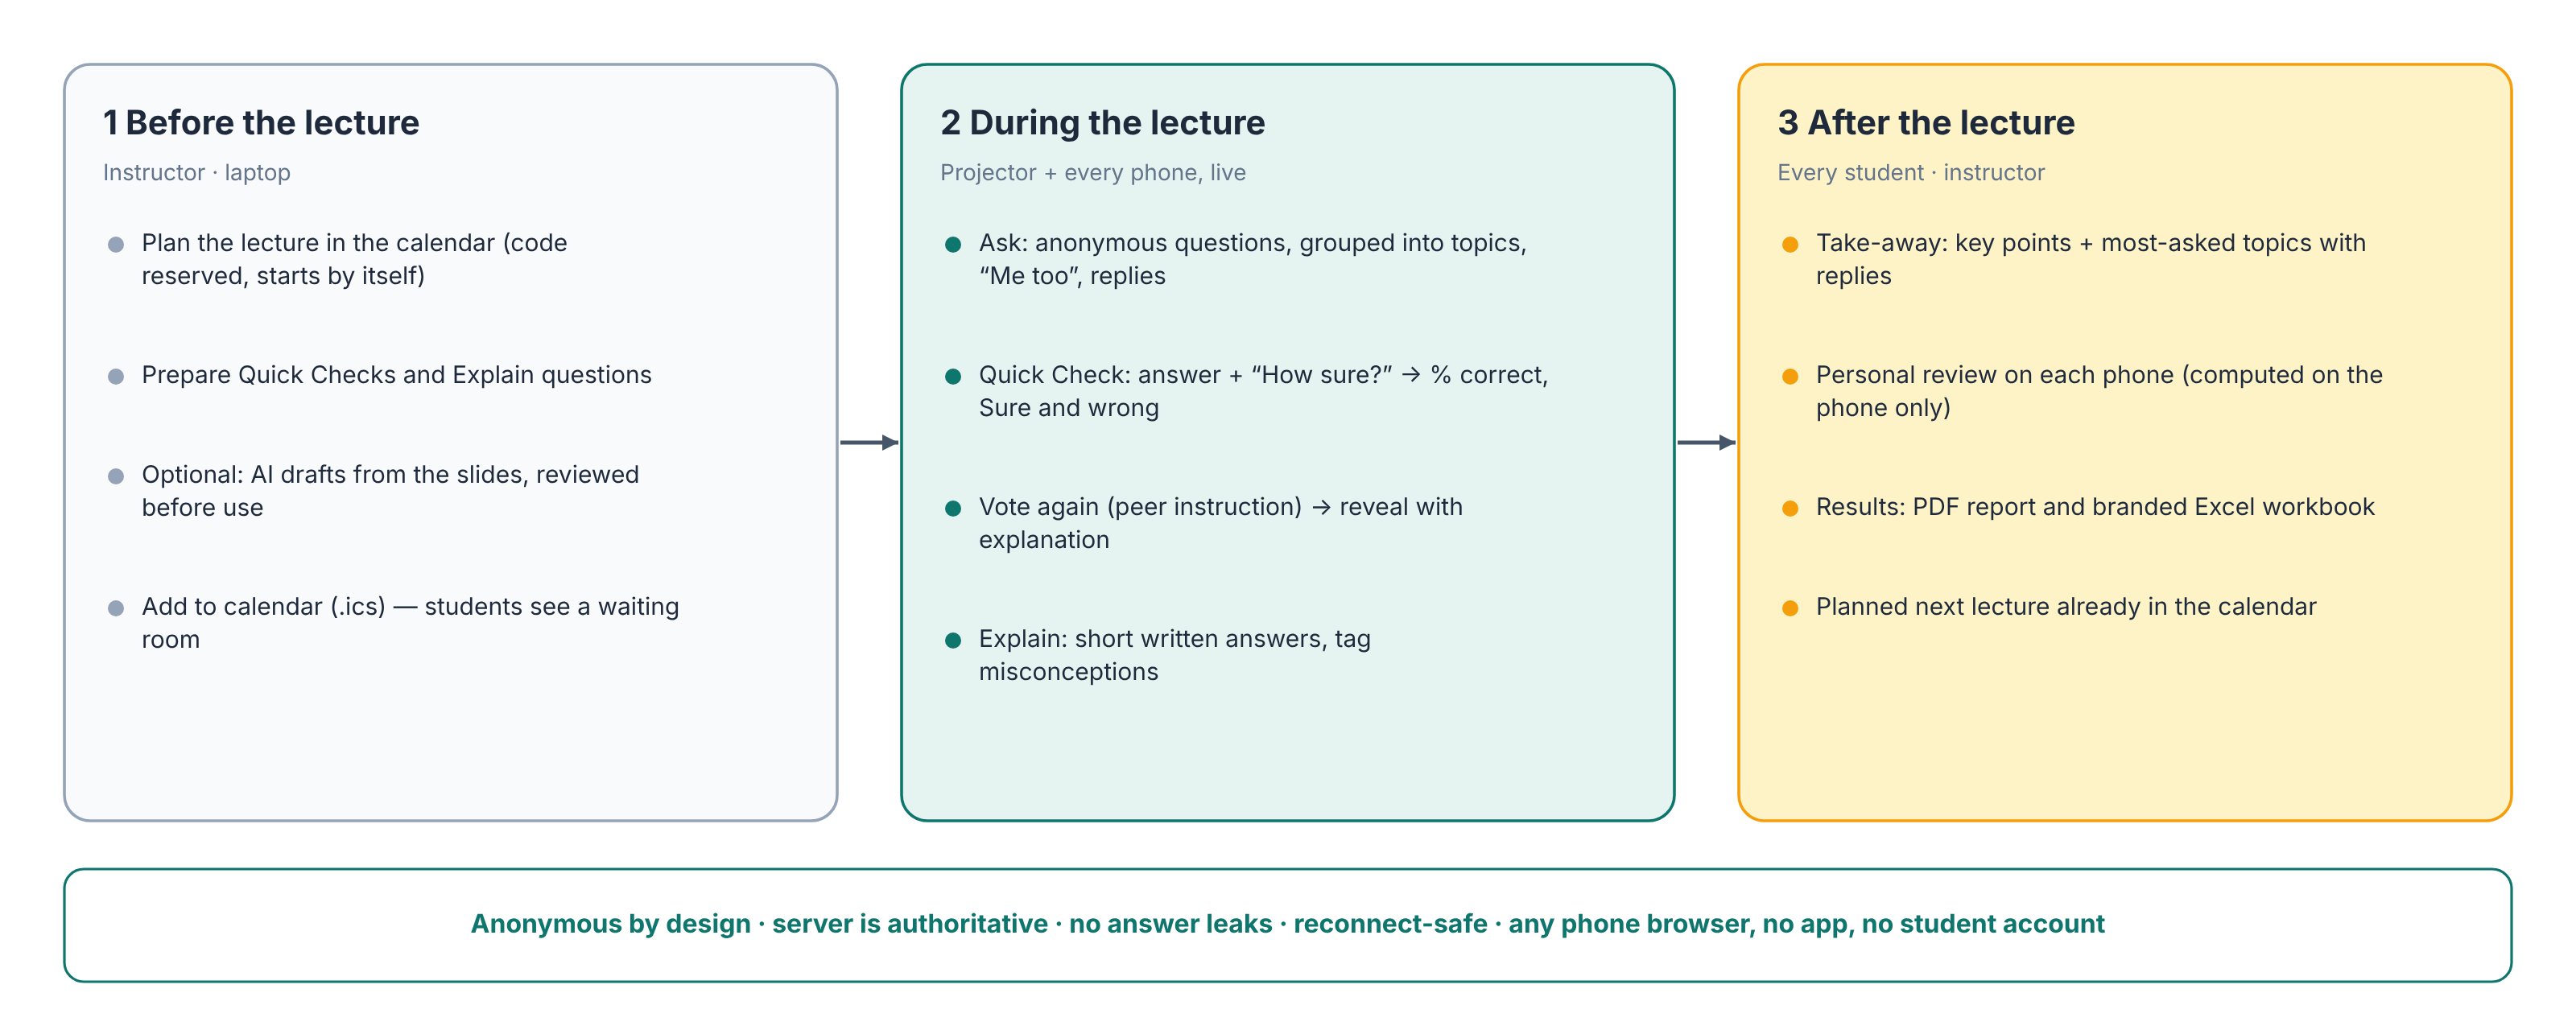 1 Before the lecture
Instructor · laptop
Plan the lecture in the calendar (code
reserved, starts by itself)
Prepare Quick Checks and Explain questions
Optional: AI drafts from the slides, reviewed
before use
Add to calendar (.ics) — students see a waiting
room
2 During the lecture
Projector + every phone, live
Ask: anonymous questions, grouped into topics,
“Me too”, replies
Quick Check: answer + “How sure?” → % correct,
Sure and wrong
Vote again (peer instruction) → reveal with
explanation
Explain: short written answers, tag
misconceptions
3 After the lecture
Every student · instructor
Take-away: key points + most-asked topics with
replies
Personal review on each phone (computed on the
phone only)
Results: PDF report and branded Excel workbook
Planned next lecture already in the calendar
Anonymous by design · server is authoritative · no answer leaks · reconnect-safe · any phone browser, no app, no student account